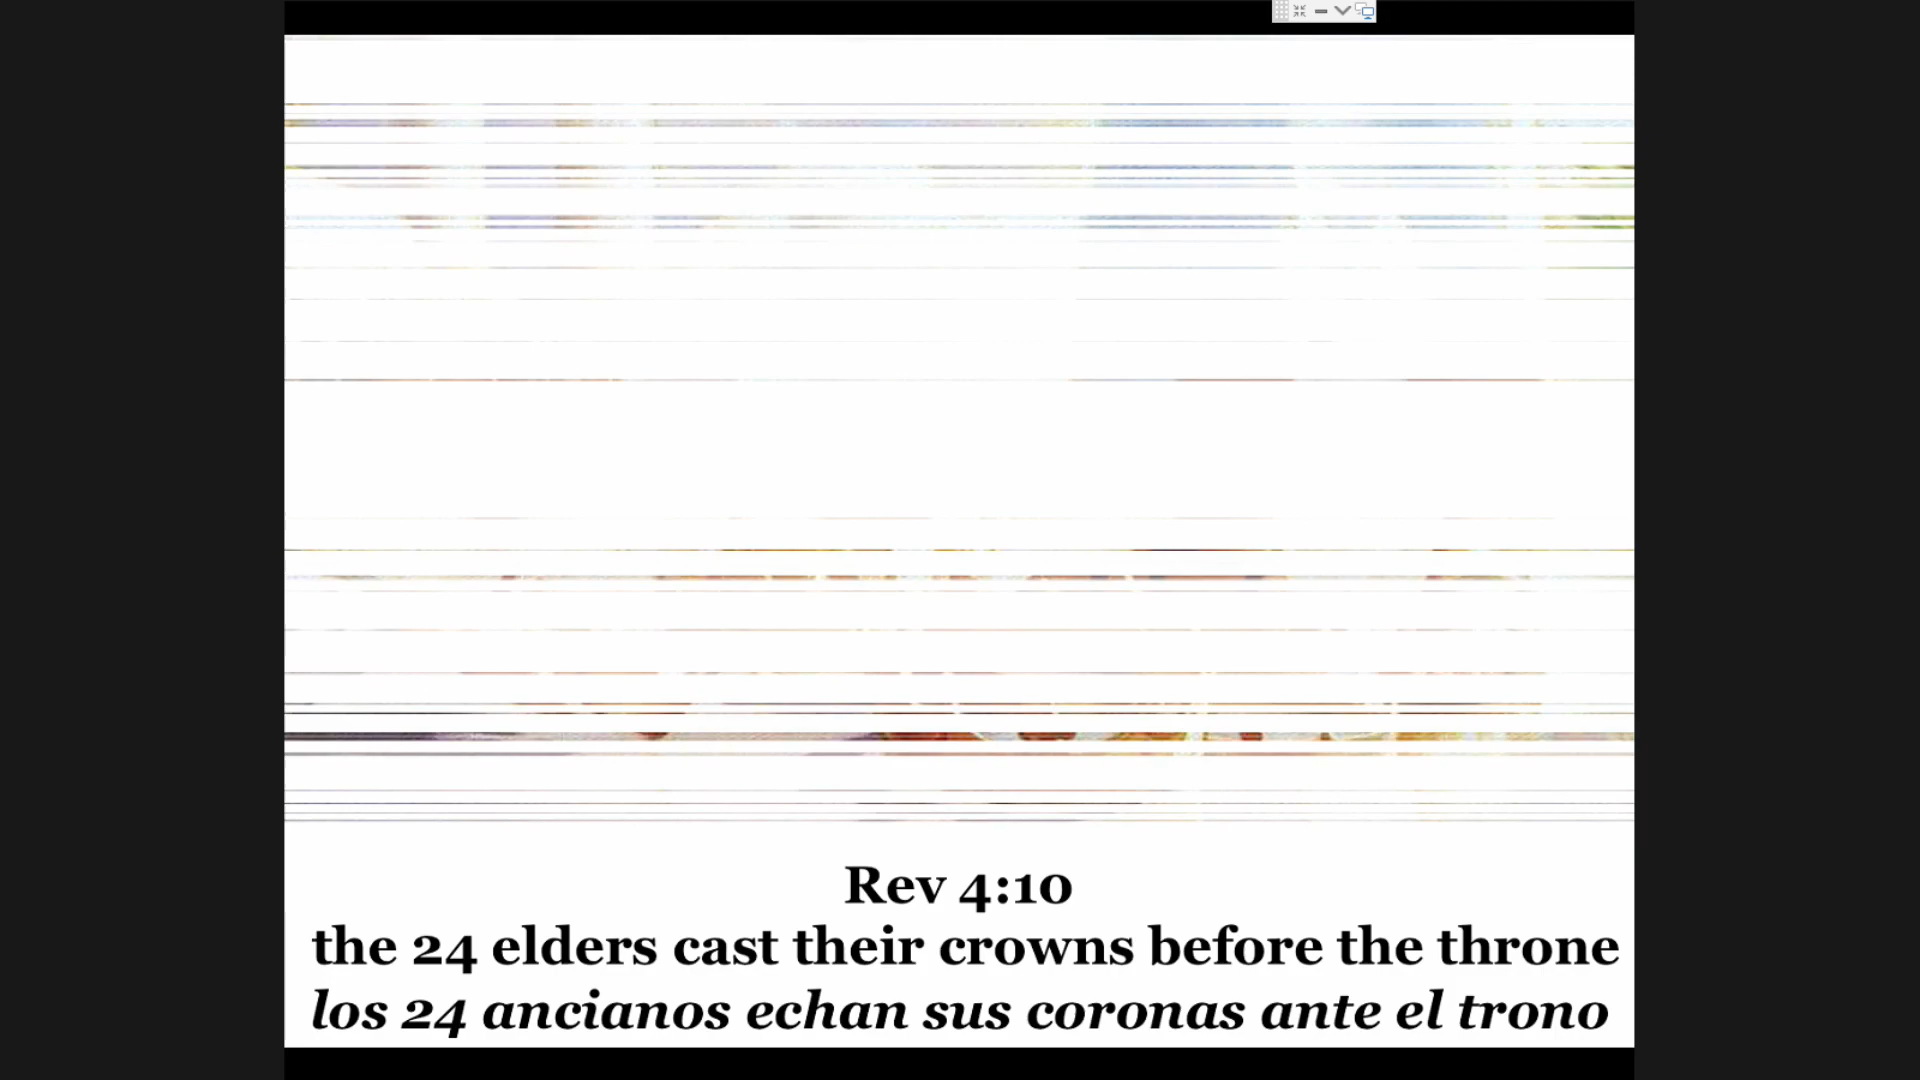 Rev 4:10
the 24 elders cast their crowns before the throne
los 24 ancianos echan sus coronas ante el trono